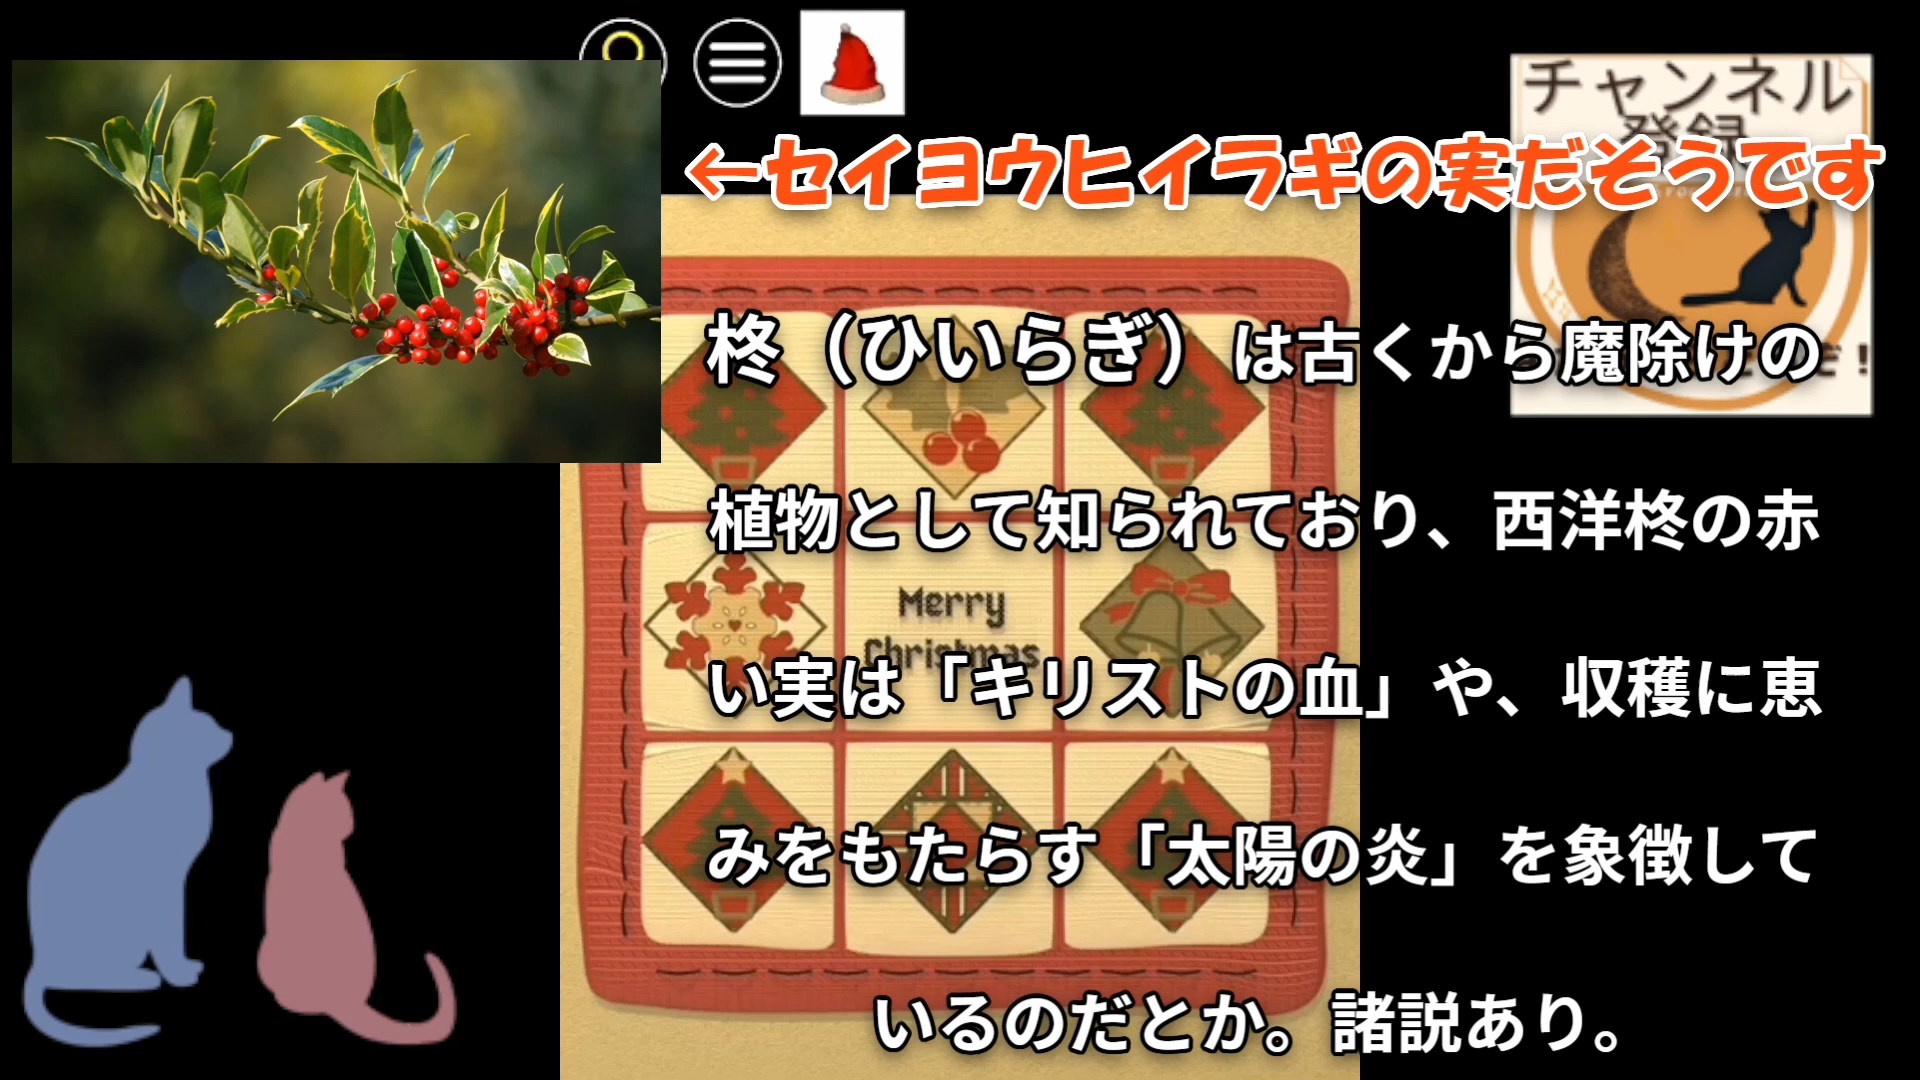 チャンネル
登録
←セイヨウヒイラギの実だそうです
柊（ひいらぎ）は古くから魔除けの
だ！
植物として知られており、西洋柊の赤
Merry
Christmas
い実は「キリストの血」や、収穫に恵
みをもたらす「太陽の炎」を象徴して
いるのだとか。諸説あり。